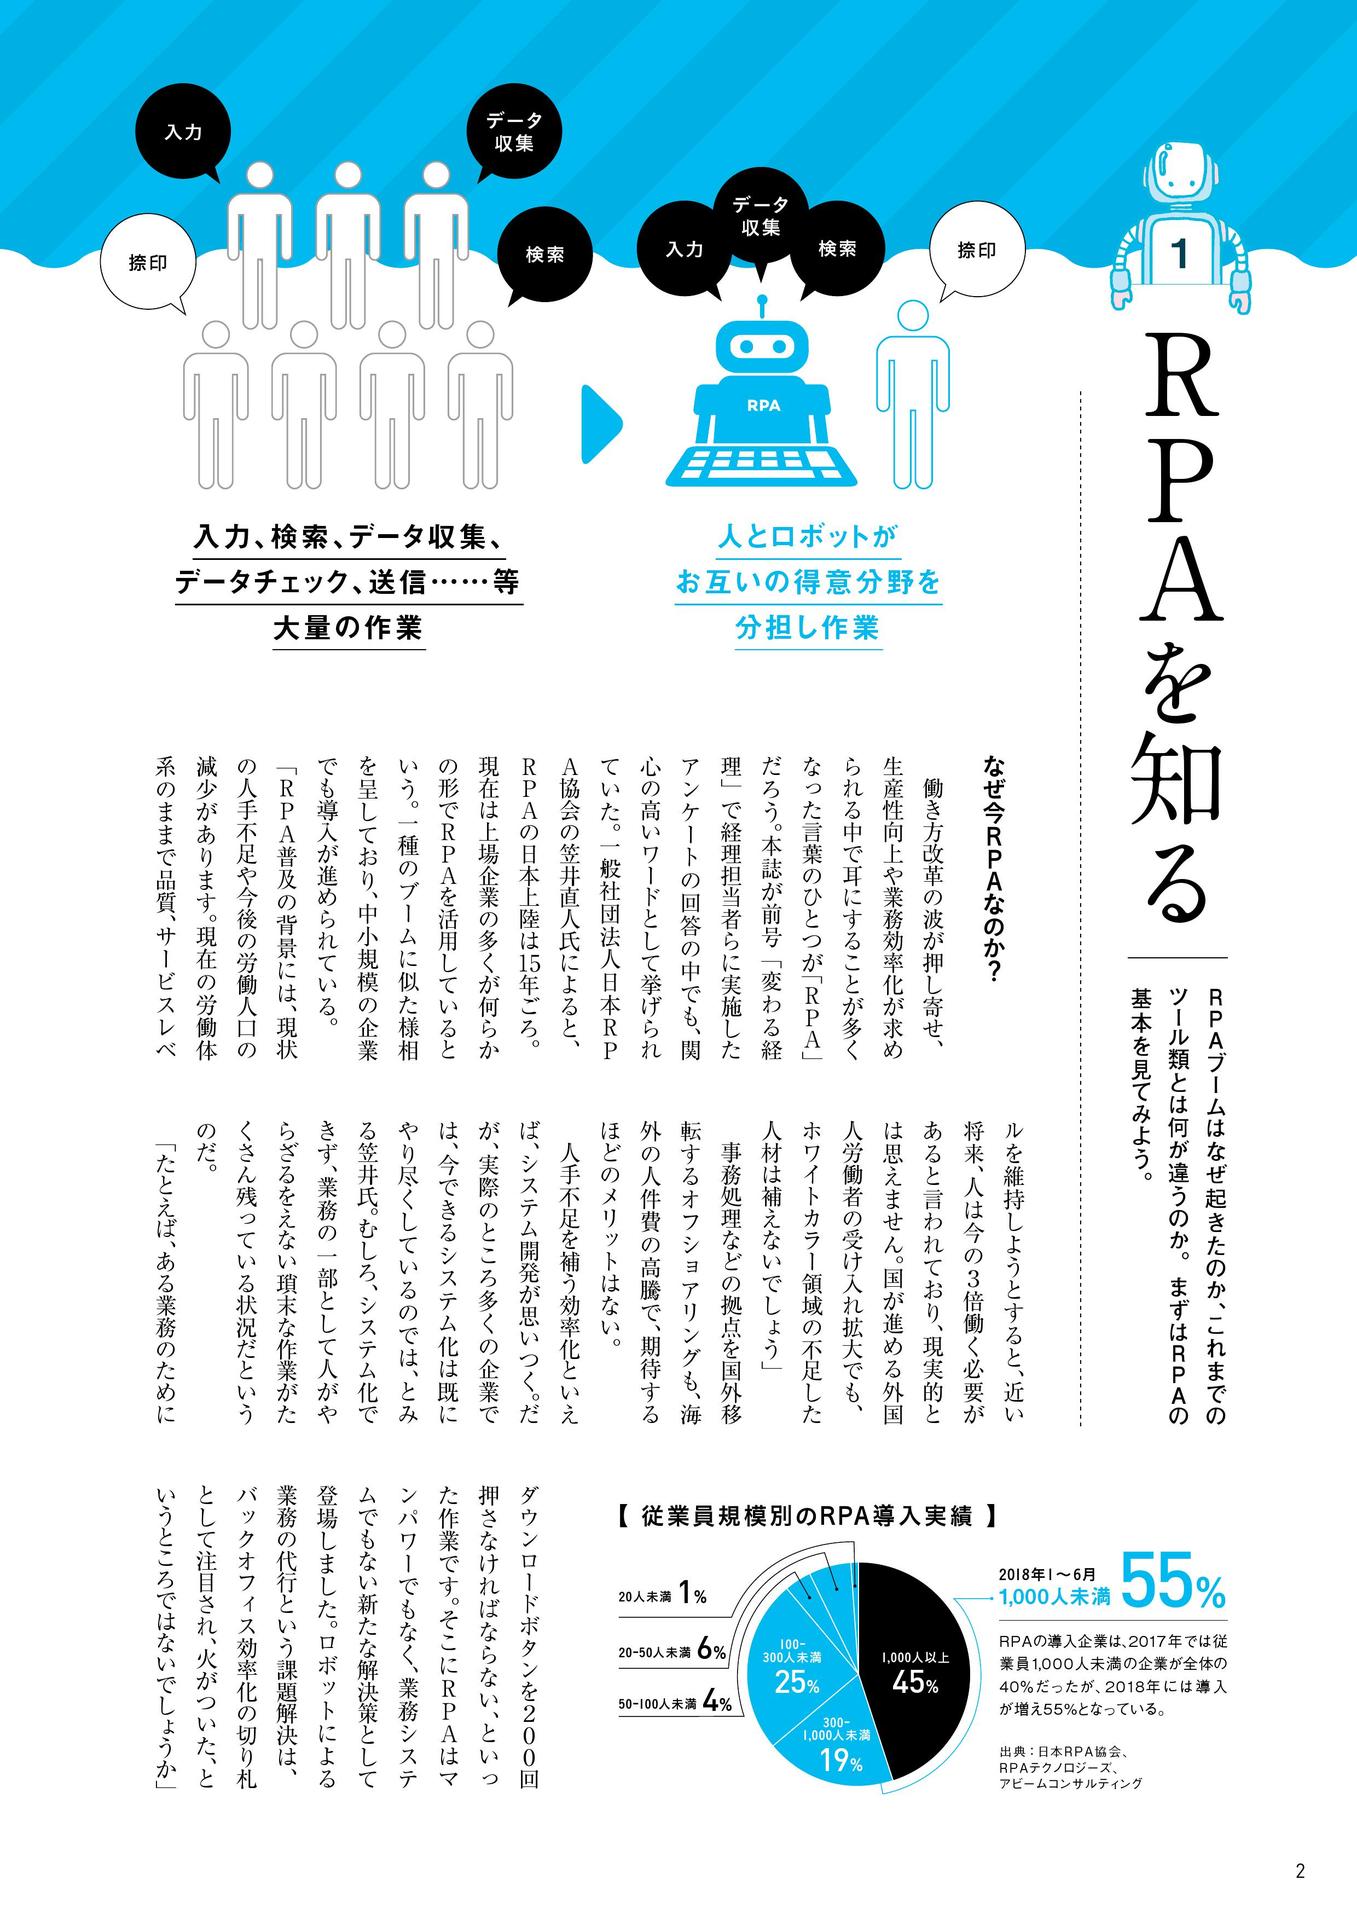 1
RPAを知る
RPAブームはなぜ起きたのか、これまでの
ツール類とは何が違うのか。まずはRPAの
基本を見てみよう。
入力
データ
収集
捺印
検索
入力
データ
収集
検索
捺印
RPA
入力、検索、データ収集、
データチェック、送信……等
大量の作業
人とロボットが
お互いの得意分野を
分担し作業
なぜ今RPAなのか？
働き方改革の波が押し寄せ、
生産性向上や業務効率化が求め
られる中で耳にすることが多く
なった言葉のひとつが「RPA」
だろう。本誌が前号「変わる経
理」で経理担当者らに実施した
アンケートの回答の中でも、関
心の高いワードとして挙げられ
ていた。一般社団法人日本RP
A協会の笠井直人氏によると、
RPAの日本上陸は15年ごろ。
現在は上場企業の多くが何らか
の形でRPAを活用していると
いう。一種のブームに似た様相
を呈しており、中小規模の企業
でも導入が進められている。
「RPA普及の背景には、現状
の人手不足や今後の労働人口の
減少があります。現在の労働体
系のままで品質、サービスレベ
ルを維持しようとすると、近い
将来、人は今の3倍働く必要が
あると言われており、現実的と
は思えません。国が進める外国
人労働者の受け入れ拡大でも、
ホワイトカラー領域の不足した
人材は補えないでしょう」
事務処理などの拠点を国外移
転するオフショアリングも、海
外の人件費の高騰で、期待する
ほどのメリットはない。
人手不足を補う効率化といえ
ば、システム開発が思いつく。だ
が、実際のところ多くの企業で
は、今できるシステム化は既に
やり尽くしているのでは、とみ
る笠井氏。むしろ、システム化で
きず、業務の一部として人がや
らざるをえない瑣末な作業がた
くさん残っている状況だという
のだ。
「たとえば、ある業務のために
ダウンロードボタンを200回
押さなければならない、といっ
た作業です。そこにRPAはマ
ンパワーでもなく、業務システ
ムでもない新たな解決策として
登場しました。ロボットによる
業務の代行という課題解決は、
バックオフィス効率化の切り札
として注目され、火がついた、と
いうところではないでしょうか」
【 従業員規模別のRPA導入実績 】
20人未満 1%
20-50人未満 6%
50-100人未満 4%
100-
300人未満
25%
300-
1,000人未満
19%
1,000人以上
45%
2018年1～6月
1,000人未満 55%
RPAの導入企業は、2017年では従
業員1,000人未満の企業が全体の
40%だったが、2018年には導入
が増え55%となっている。
出典：日本RPA協会、
RPAテクノロジーズ、
アビームコンサルティング
2